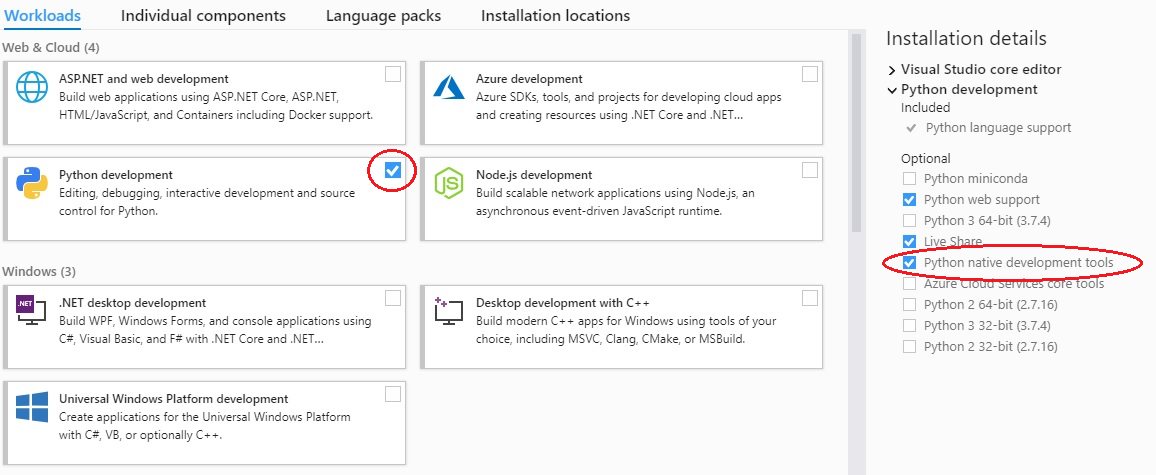 Workloads Individual components Language packs Installation locations
Web & Cloud (4)
ASP.NET and web development
Build web applications using ASP.NET Core, ASP.NET,
HTML/JavaScript, and Containers including Docker support.
Azure development
Azure SDKs, tools, and projects for developing cloud apps
and creating resources using .NET Core and .NET...
Python development
Editing, debugging, interactive development and source
control for Python.
JS
Node.js development
Build scalable network applications using Node.js, an
asynchronous event-driven JavaScript runtime.
Windows (3)
.NET
.NET desktop development
Build WPF, Windows Forms, and console applications using
C#, Visual Basic, and F# with .NET Core and .NET...
Desktop development with C++
Build modern C++ apps for Windows using tools of your
choice, including MSVC, Clang, CMake, or MSBuild.
Universal Windows Platform development
Create applications for the Universal Windows Platform
with C#, VB, or optionally C++.
Installation details
Visual Studio core editor
Python development
Included
Python language support
Optional
Python miniconda
Python web support
Python 3 64-bit (3.7.4)
Live Share
Python native development tools
Azure Cloud Services core tools
Python 2 64-bit (2.7.16)
Python 3 32-bit (3.7.4)
Python 2 32-bit (2.7.16)